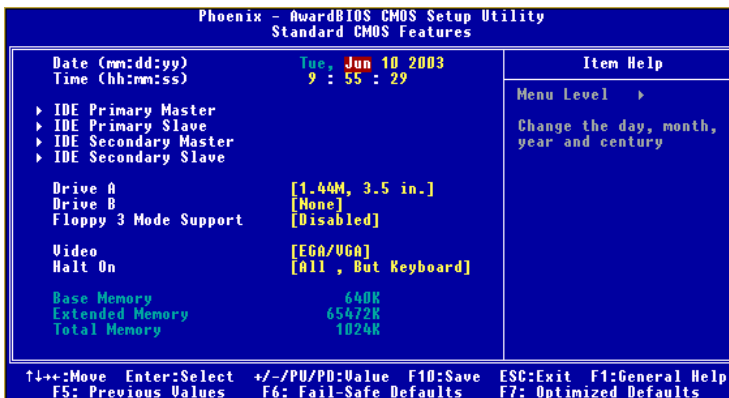 Phoenix - AwardBIOS CMOS Setup Utility
Standard CMOS Features
Date (mm:dd:yy) Tue, Jun 10 2003
Time (hh:mm:ss) 9 : 55 : 29
IDE Primary Master
IDE Primary Slave
IDE Secondary Master
IDE Secondary Slave
Drive A [1.44M, 3.5 in.]
Drive B [None]
Floppy 3 Mode Support [Disabled]
Video [EGA/VGA]
Halt On [All , But Keyboard]
Base Memory 640K
Extended Memory 65472K
Total Memory 1024K
Item Help
Menu Level
Change the day, month,
year and century
↑↓→←:Move Enter:Select +/-/PU/PD:Value F10:Save ESC:Exit F1:General Help
F5: Previous Values F6: Fail-Safe Defaults F7: Optimized Defaults